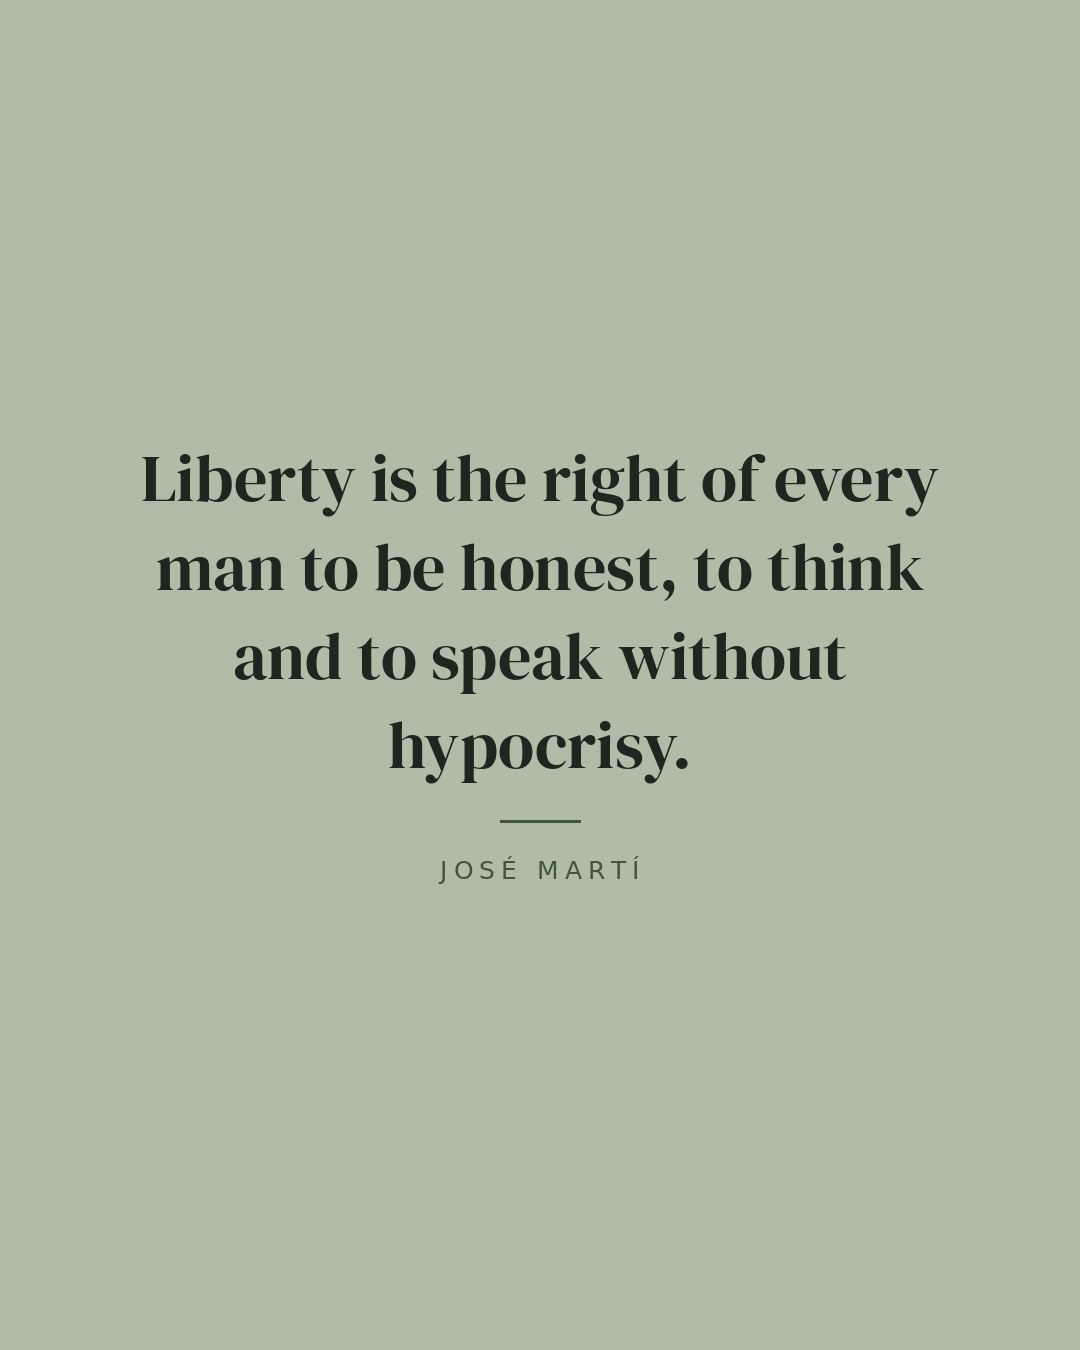 Liberty is the right of every
man to be honest, to think
and to speak without
hypocrisy.
JOSÉ MARTÍ